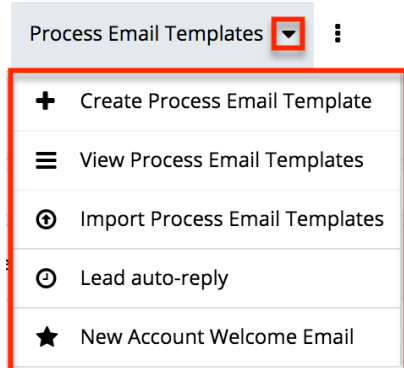 Process Email Templates
Create Process Email Template
View Process Email Templates
Import Process Email Templates
Lead auto-reply
New Account Welcome Email